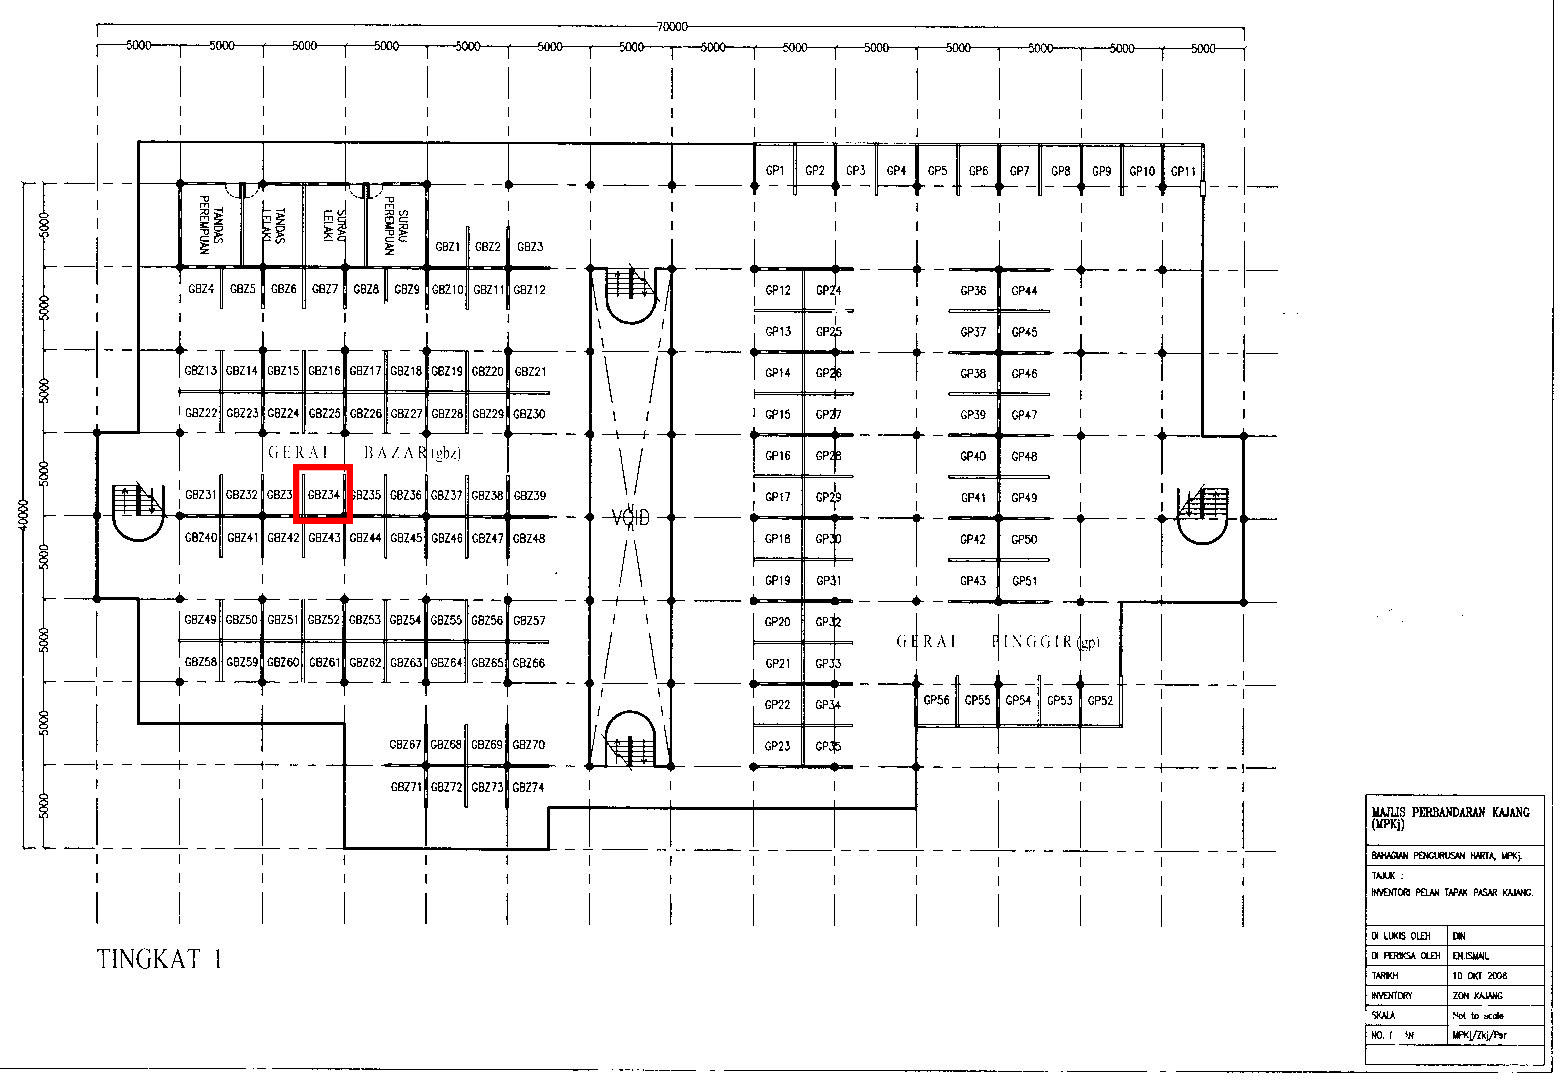 70000
5000 5000 5000 5000 5000 5000 5000 5000 5000 5000 5000 5000 5000 5000
GP1 GP2 GP3 GP4 GP5 GP6 GP7 GP8 GP9 GP10 GP11
TANDAS PEREMPUAN
TANDAS LELAKI
SURAU LELAKI
SURAU PEREMPUAN
5000
GBZ1 GBZ2 GBZ3
GBZ4 GBZ5 GBZ6 GBZ7 GBZ8 GBZ9 GBZ10 GBZ11 GBZ12
GP12 GP24 GP36 GP44
5000
GP13 GP25 GP37 GP45
GBZ13 GBZ14 GBZ15 GBZ16 GBZ17 GBZ18 GBZ19 GBZ20 GBZ21
GP14 GP26 GP38 GP46
5000
GBZ22 GBZ23 GBZ24 GBZ25 GBZ26 GBZ27 GBZ28 GBZ29 GBZ30
GP15 GP27 GP39 GP47
GERAI BAZAR(gbz)
GP16 GP28 GP40 GP48
5000
GBZ31 GBZ32 GBZ34 GBZ35 GBZ36 GBZ37 GBZ38 GBZ39
GP17 GP29 GP41 GP49
40000
VOID
GBZ40 GBZ41 GBZ42 GBZ43 GBZ44 GBZ45 GBZ46 GBZ47 GBZ48
GP18 GP30 GP42 GP50
5000
GP19 GP31 GP43 GP51
GBZ49 GBZ50 GBZ51 GBZ52 GBZ53 GBZ54 GBZ55 GBZ56 GBZ57
GP20 GP32
5000
GERAI PINGGIR(gp)
GBZ58 GBZ59 GBZ60 GBZ61 GBZ62 GBZ63 GBZ64 GBZ65 GBZ66
GP21 GP33
GP56 GP55 GP54 GP53 GP52
GP22 GP34
5000
GBZ67 GBZ68 GBZ69 GBZ70
GP23 GP35
GBZ71 GBZ72 GBZ73 GBZ74
5000
TINGKAT 1
MAJLIS PERBANDARAN KAJANG
(MPKj)
BAHAGIAN PENGURUSAN HARTA, MPKj.
TAJUK :
INVENTORI PELAN TAPAK PASAR KAJANG.
DI LUKIS OLEH DIN
DI PERIKSA OLEH EN.ISMAIL
TARIKH 10 OKT 2008
INVENTORY ZON KAJANG
SKALA Not to scale
NO. MPKj/Zkj/Psr